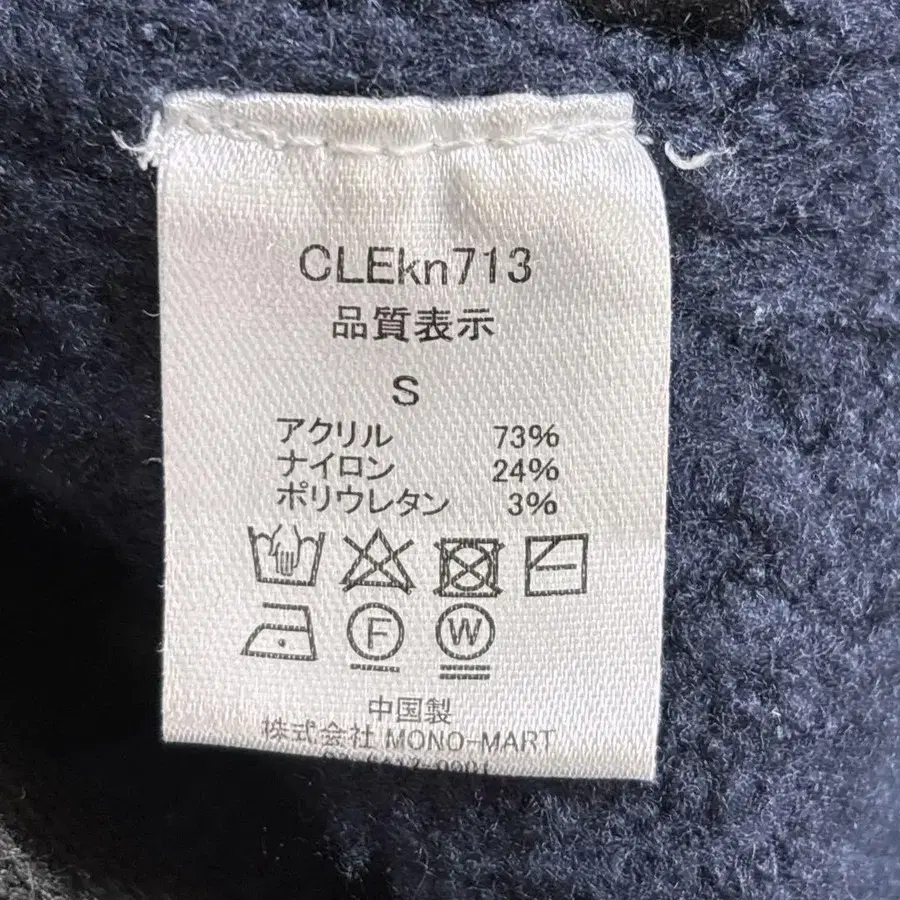 CLEkn713
品質表示
S
アクリル 73%
ナイロン 24%
ポリウレタン 3%
F
W
中国製
株式会社 MONO-MART